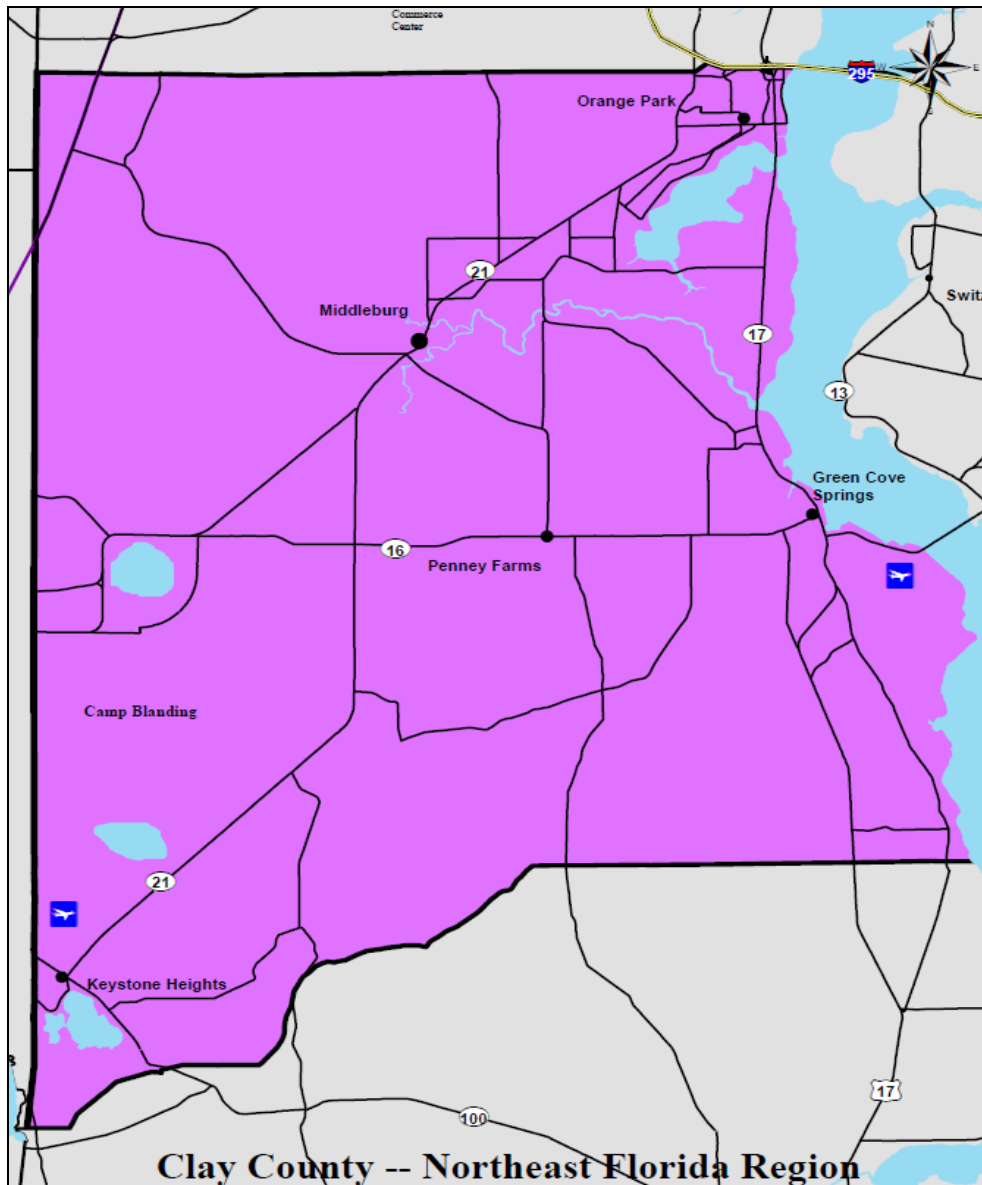 Commerce
Center
N
W
E
S
295
Orange Park
21
Middleburg
Switz
17
13
Green Cove
Springs
16
Penney Farms
Camp Blanding
21
Keystone Heights
17
100
Clay County -- Northeast Florida Region